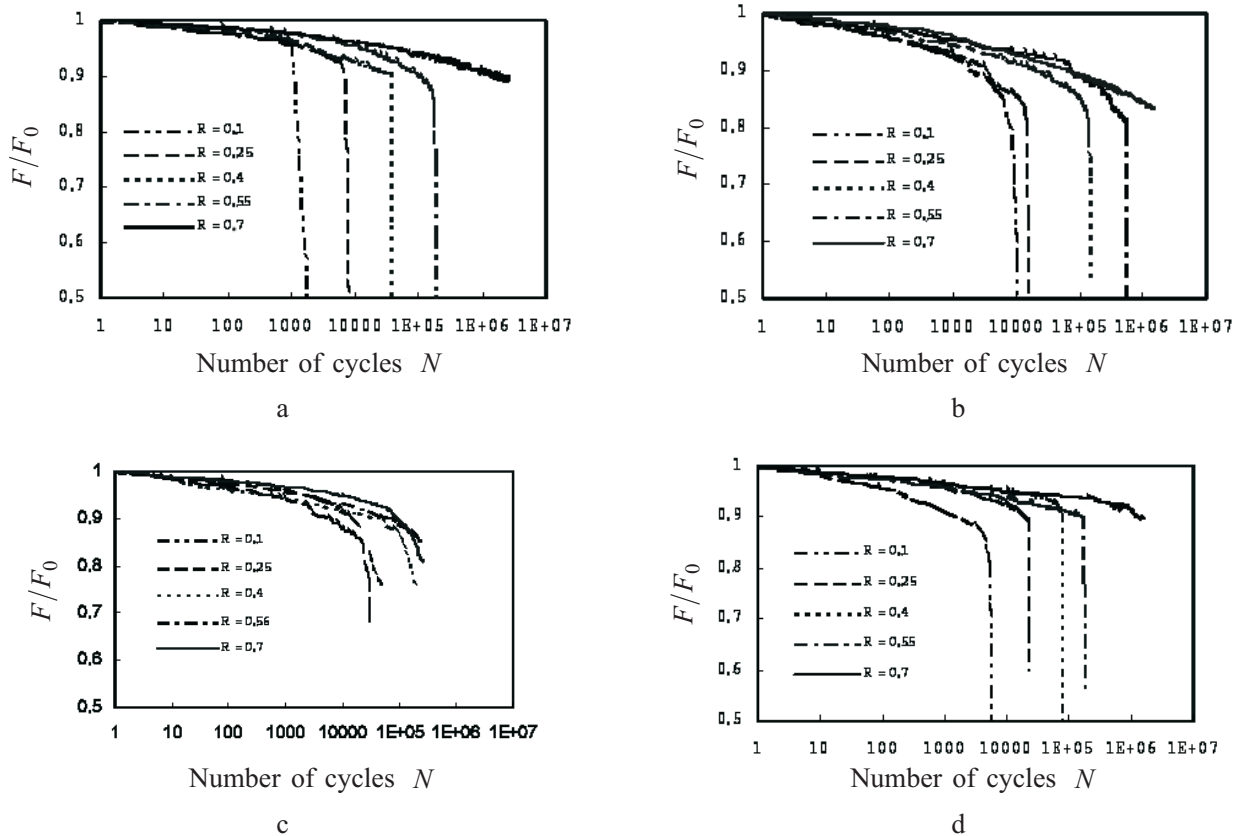 1
0,9
0,8
0,7
0,6
0,5
F/F0
R = 0,1
R = 0,25
R = 0,4
R = 0,55
R = 0,7
1 10 100 1000 10000 1E+05 1E+06 1E+07
Number of cycles N
a
1
0,9
0,8
0,7
0,6
0,5
F/F0
R = 0,1
R = 0,25
R = 0,4
R = 0,55
R = 0,7
1 10 100 1000 10000 1E+05 1E+06 1E+07
Number of cycles N
b
1
0,9
0,8
0,7
0,6
0,5
F/F0
R = 0,1
R = 0,25
R = 0,4
R = 0,55
R = 0,7
1 10 100 1000 10000 1E+05 1E+06 1E+07
Number of cycles N
c
1
0,9
0,8
0,7
0,6
0,5
F/F0
R = 0,1
R = 0,25
R = 0,4
R = 0,55
R = 0,7
1 10 100 1000 10000 1E+05 1E+06 1E+07
Number of cycles N
d